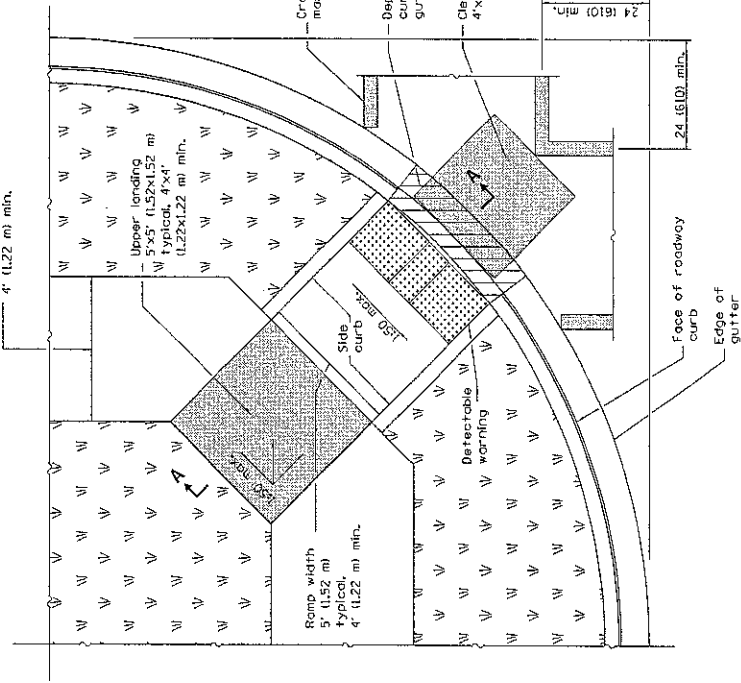 4' (1.22 m) min.
Upper landing
5'x5' (1.52x1.52 m)
typical, 4'x4'
(1.22x1.22 m) min.
24 (610) min.
24 (610) min.
A
A
1:50 max.
1:50 max.
Side
curb
Ramp width
5' (1.52 m)
typical,
4' (1.22 m) min.
Detectable
warning
Face of roadway
curb
Edge of
gutter